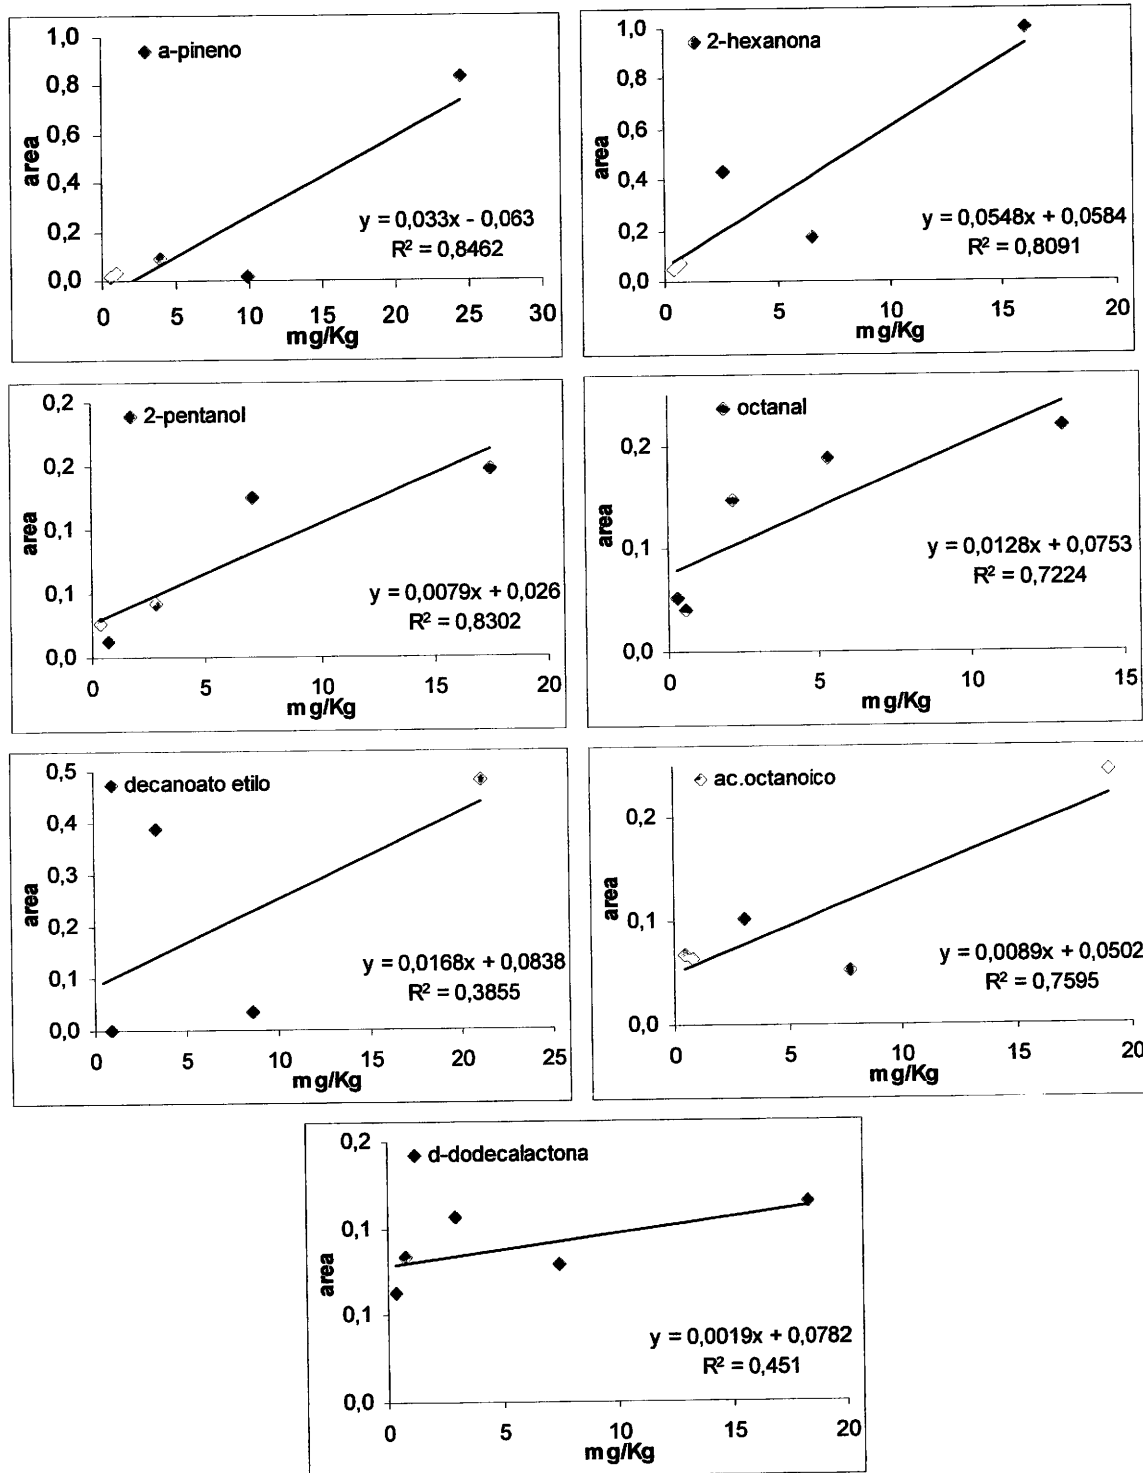 a-pineno
1,0
0,8
0,6
0,4
0,2
0,0
area
y = 0,033x - 0,063
R² = 0,8462
0 5 10 15 20 25 30
mg/Kg
2-hexanona
1,0
0,8
0,6
0,4
0,2
0,0
area
y = 0,0548x + 0,0584
R² = 0,8091
0 5 10 15 20
mg/Kg
2-pentanol
0,2
0,2
0,1
0,1
0,0
area
y = 0,0079x + 0,026
R² = 0,8302
0 5 10 15 20
mg/Kg
octanal
0,2
0,1
0,0
area
y = 0,0128x + 0,0753
R² = 0,7224
0 5 10 15
mg/Kg
decanoato etilo
0,5
0,4
0,3
0,2
0,1
0,0
area
y = 0,0168x + 0,0838
R² = 0,3855
0 5 10 15 20 25
mg/Kg
ac.octanoico
0,2
0,1
0,0
area
y = 0,0089x + 0,0502
R² = 0,7595
0 5 10 15 20
mg/Kg
d-dodecalactona
0,2
0,1
0,1
0,0
area
y = 0,0019x + 0,0782
R² = 0,451
0 5 10 15 20
mg/Kg